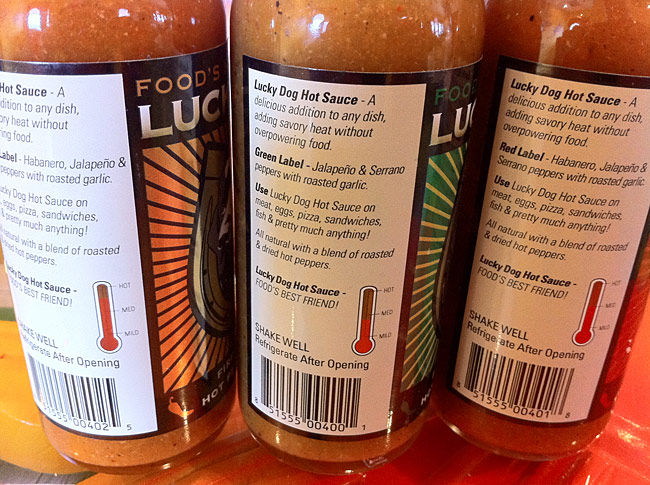 Hot Sauce - A
ddition to any dish,
ory heat without
ering food.
Label - Habanero, Jalapeño &
peppers with roasted garlic.
ucky Dog Hot Sauce on
eggs, pizza, sandwiches,
& pretty much anything!
natural with a blend of roasted
dried hot peppers.
Lucky Dog Hot Sauce -
FOOD'S BEST FRIEND!
HOT
MED
MILD
SHAKE WELL
Refrigerate After Opening
51555 00402 5
FOOD'S
LUC
HOT
Lucky Dog Hot Sauce - A
delicious addition to any dish,
adding savory heat without
overpowering food.
Green Label - Jalapeño & Serrano
peppers with roasted garlic.
Use Lucky Dog Hot Sauce on
meat, eggs, pizza, sandwiches,
fish & pretty much anything!
All natural with a blend of roasted
& dried hot peppers.
Lucky Dog Hot Sauce -
FOOD'S BEST FRIEND!
HOT
MED
MILD
SHAKE WELL
Refrigerate After Opening
8 51555 00400 1
FOOD'
LUC
HOT
Lucky Dog Hot Sauce - A
delicious addition to any dish,
adding savory heat without
overpowering food.
Red Label - Habanero, Jalapeño &
Serrano peppers with roasted garlic.
Use Lucky Dog Hot Sauce on
meat, eggs, pizza, sandwiches,
fish & pretty much anything!
All natural with a blend of roasted
& dried hot peppers.
Lucky Dog Hot Sauce -
FOOD'S BEST FRIEND!
HOT
MED
MILD
SHAKE WELL
Refrigerate After Opening
8 51555 00401 8